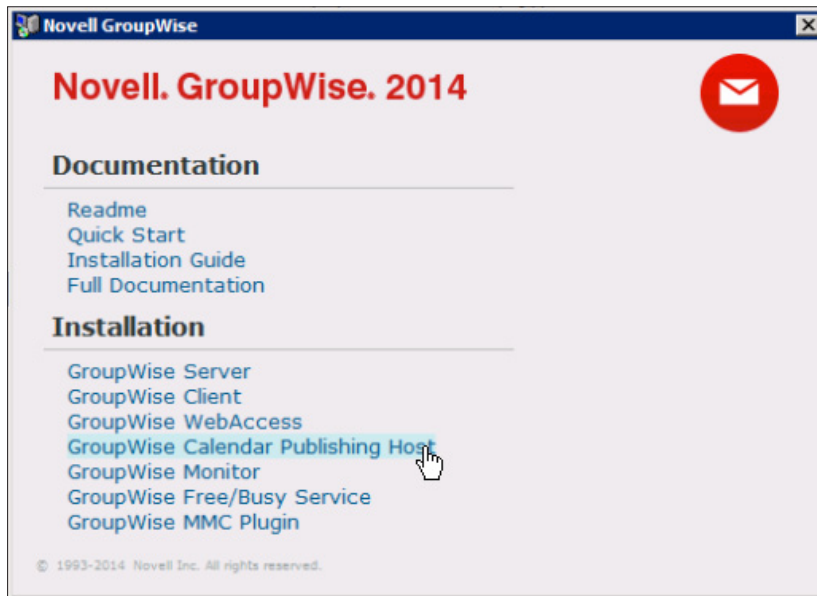 Novell GroupWise
Novell. GroupWise. 2014
Documentation
Readme
Quick Start
Installation Guide
Full Documentation
Installation
GroupWise Server
GroupWise Client
GroupWise WebAccess
GroupWise Calendar Publishing Host
GroupWise Monitor
GroupWise Free/Busy Service
GroupWise MMC Plugin
© 1993-2014 Novell Inc. All rights reserved.